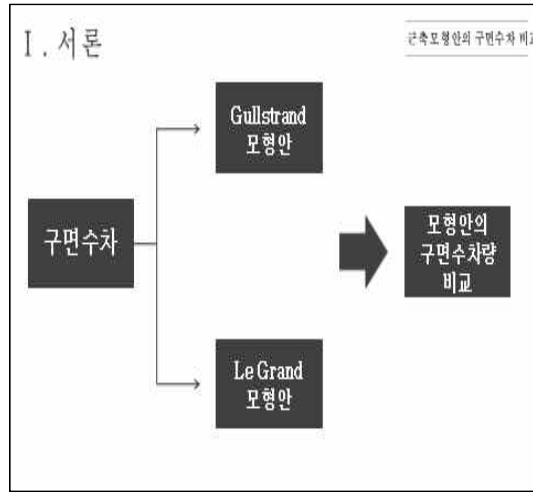 Ⅰ. 서론
근축모형안의 구면수차 비교
Gullstrand
모형안
구면수차
모형안의
구면수차량
비교
Le Grand
모형안